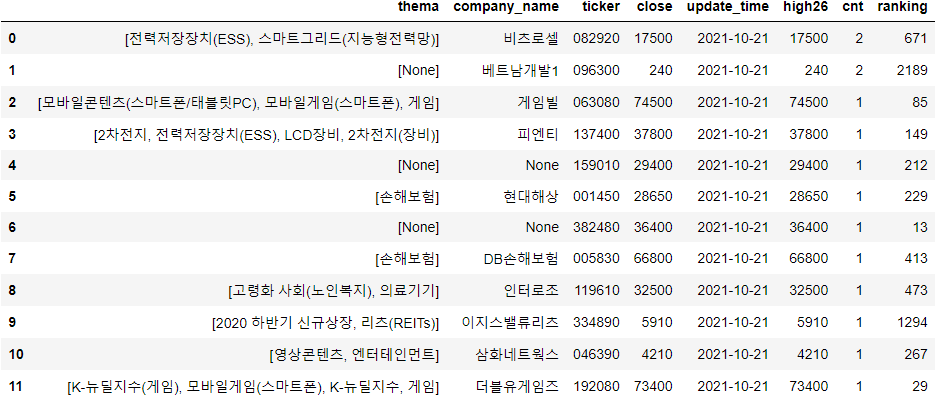 thema company_name ticker close update_time high26 cnt ranking
0 [전력저장장치(ESS), 스마트그리드(지능형전력망)] 비츠로셀 082920 17500 2021-10-21 17500 2 671
1 [None] 베트남개발1 096300 240 2021-10-21 240 2 2189
2 [모바일콘텐츠(스마트폰/태블릿PC), 모바일게임(스마트폰), 게임] 게임빌 063080 74500 2021-10-21 74500 1 85
3 [2차전지, 전력저장장치(ESS), LCD장비, 2차전지(장비)] 피엔티 137400 37800 2021-10-21 37800 1 149
4 [None] None 159010 29400 2021-10-21 29400 1 212
5 [손해보험] 현대해상 001450 28650 2021-10-21 28650 1 229
6 [None] None 382480 36400 2021-10-21 36400 1 13
7 [손해보험] DB손해보험 005830 66800 2021-10-21 66800 1 413
8 [고령화 사회(노인복지), 의료기기] 인터로조 119610 32500 2021-10-21 32500 1 473
9 [2020 하반기 신규상장, 리츠(REITs)] 이지스밸류리츠 334890 5910 2021-10-21 5910 1 1294
10 [영상콘텐츠, 엔터테인먼트] 삼화네트웍스 046390 4210 2021-10-21 4210 1 267
11 [K-뉴딜지수(게임), 모바일게임(스마트폰), K-뉴딜지수, 게임] 더블유게임즈 192080 73400 2021-10-21 73400 1 29